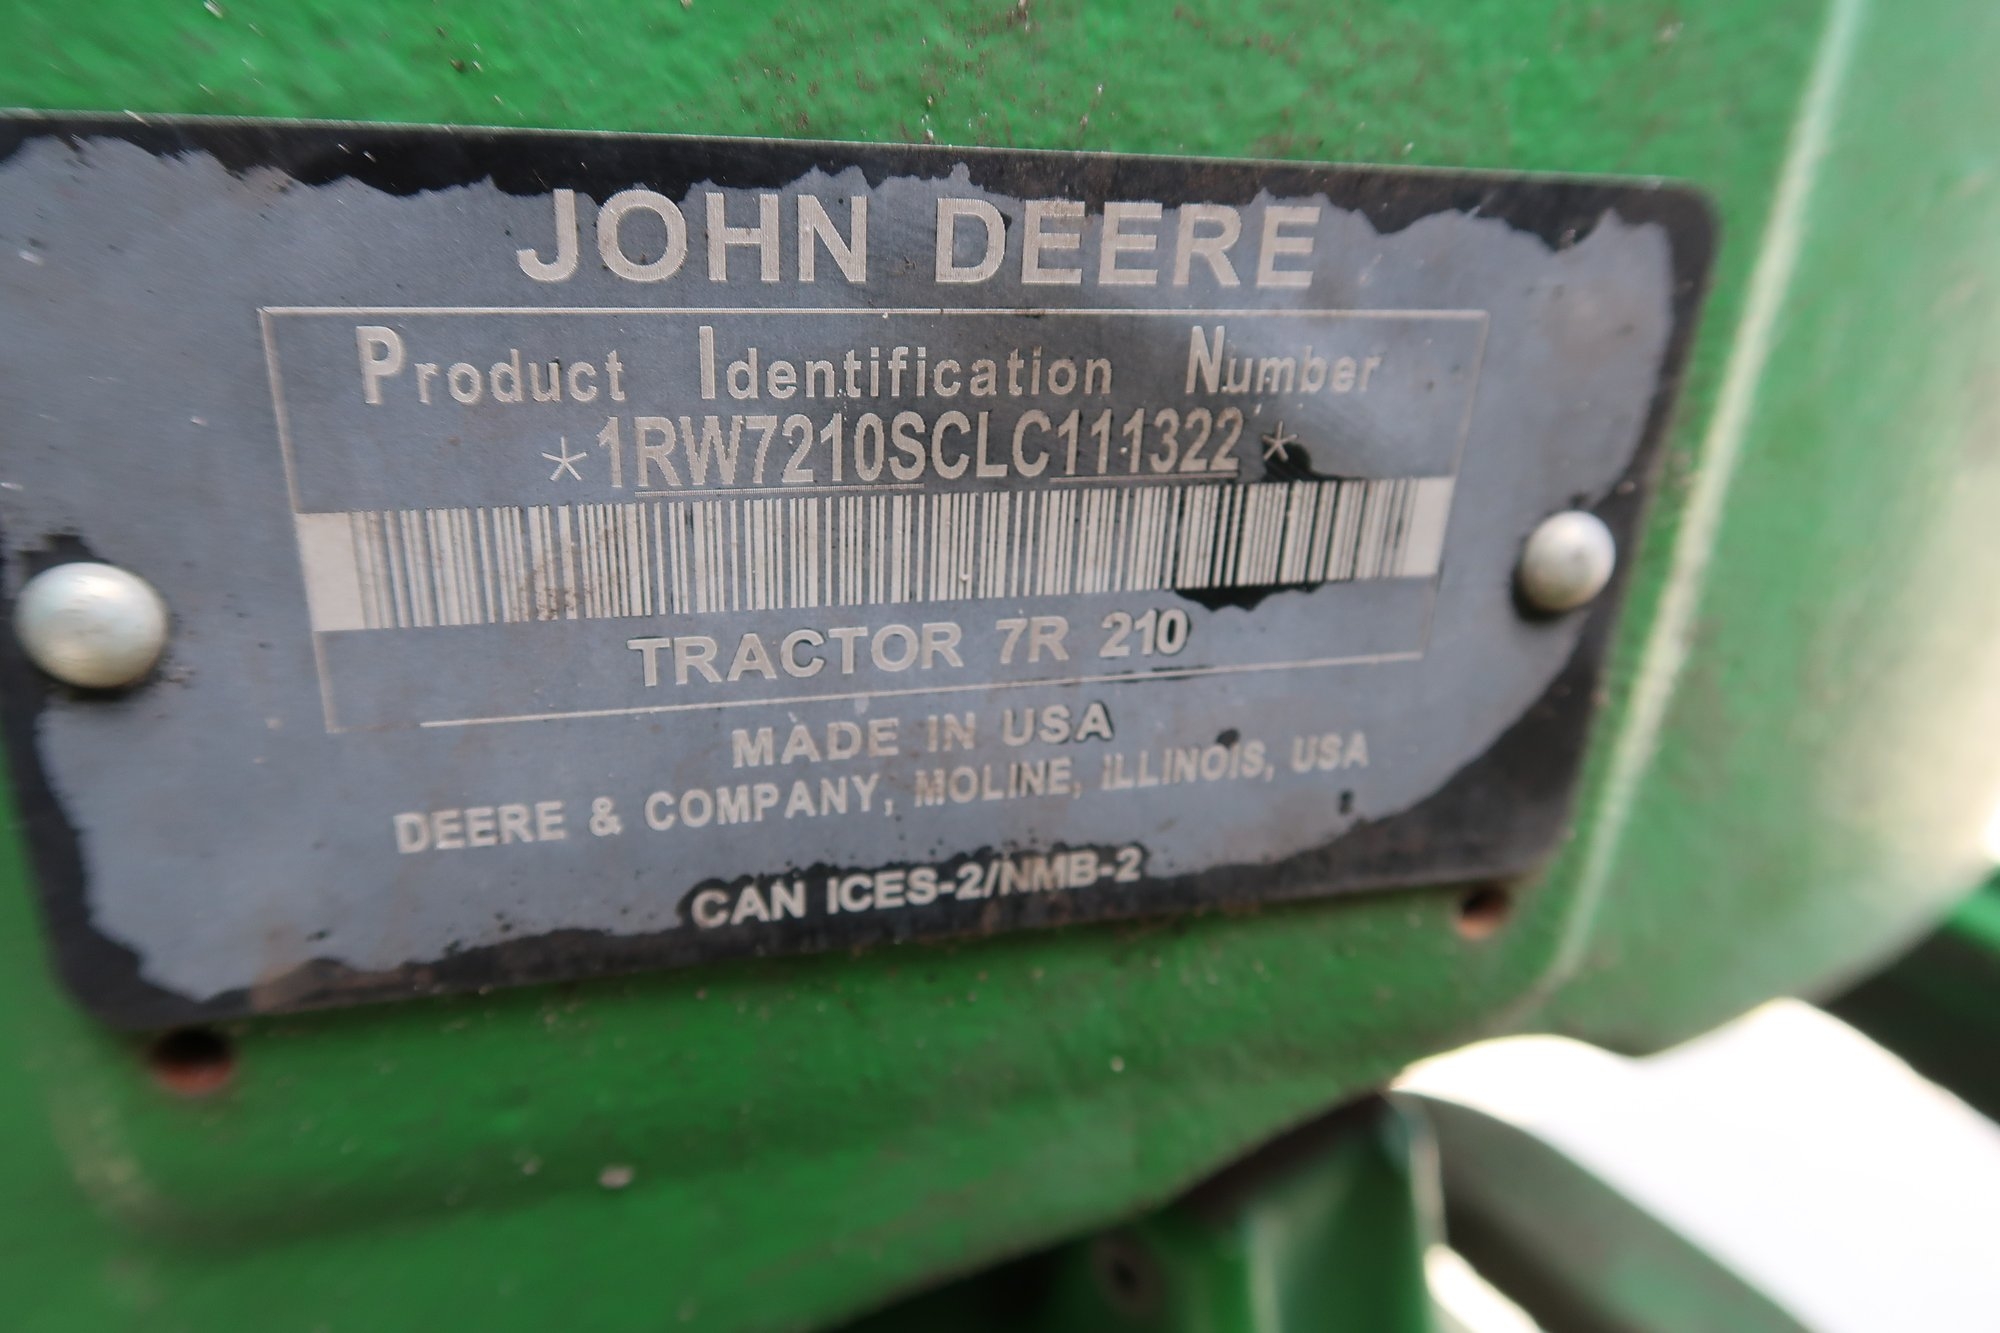 JOHN DEERE
Product Identification Number
*1RW7210SCLC111322*
TRACTOR 7R 210
MADE IN USA
DEERE & COMPANY, MOLINE, ILLINOIS, USA
CAN ICES-2/NMB-2